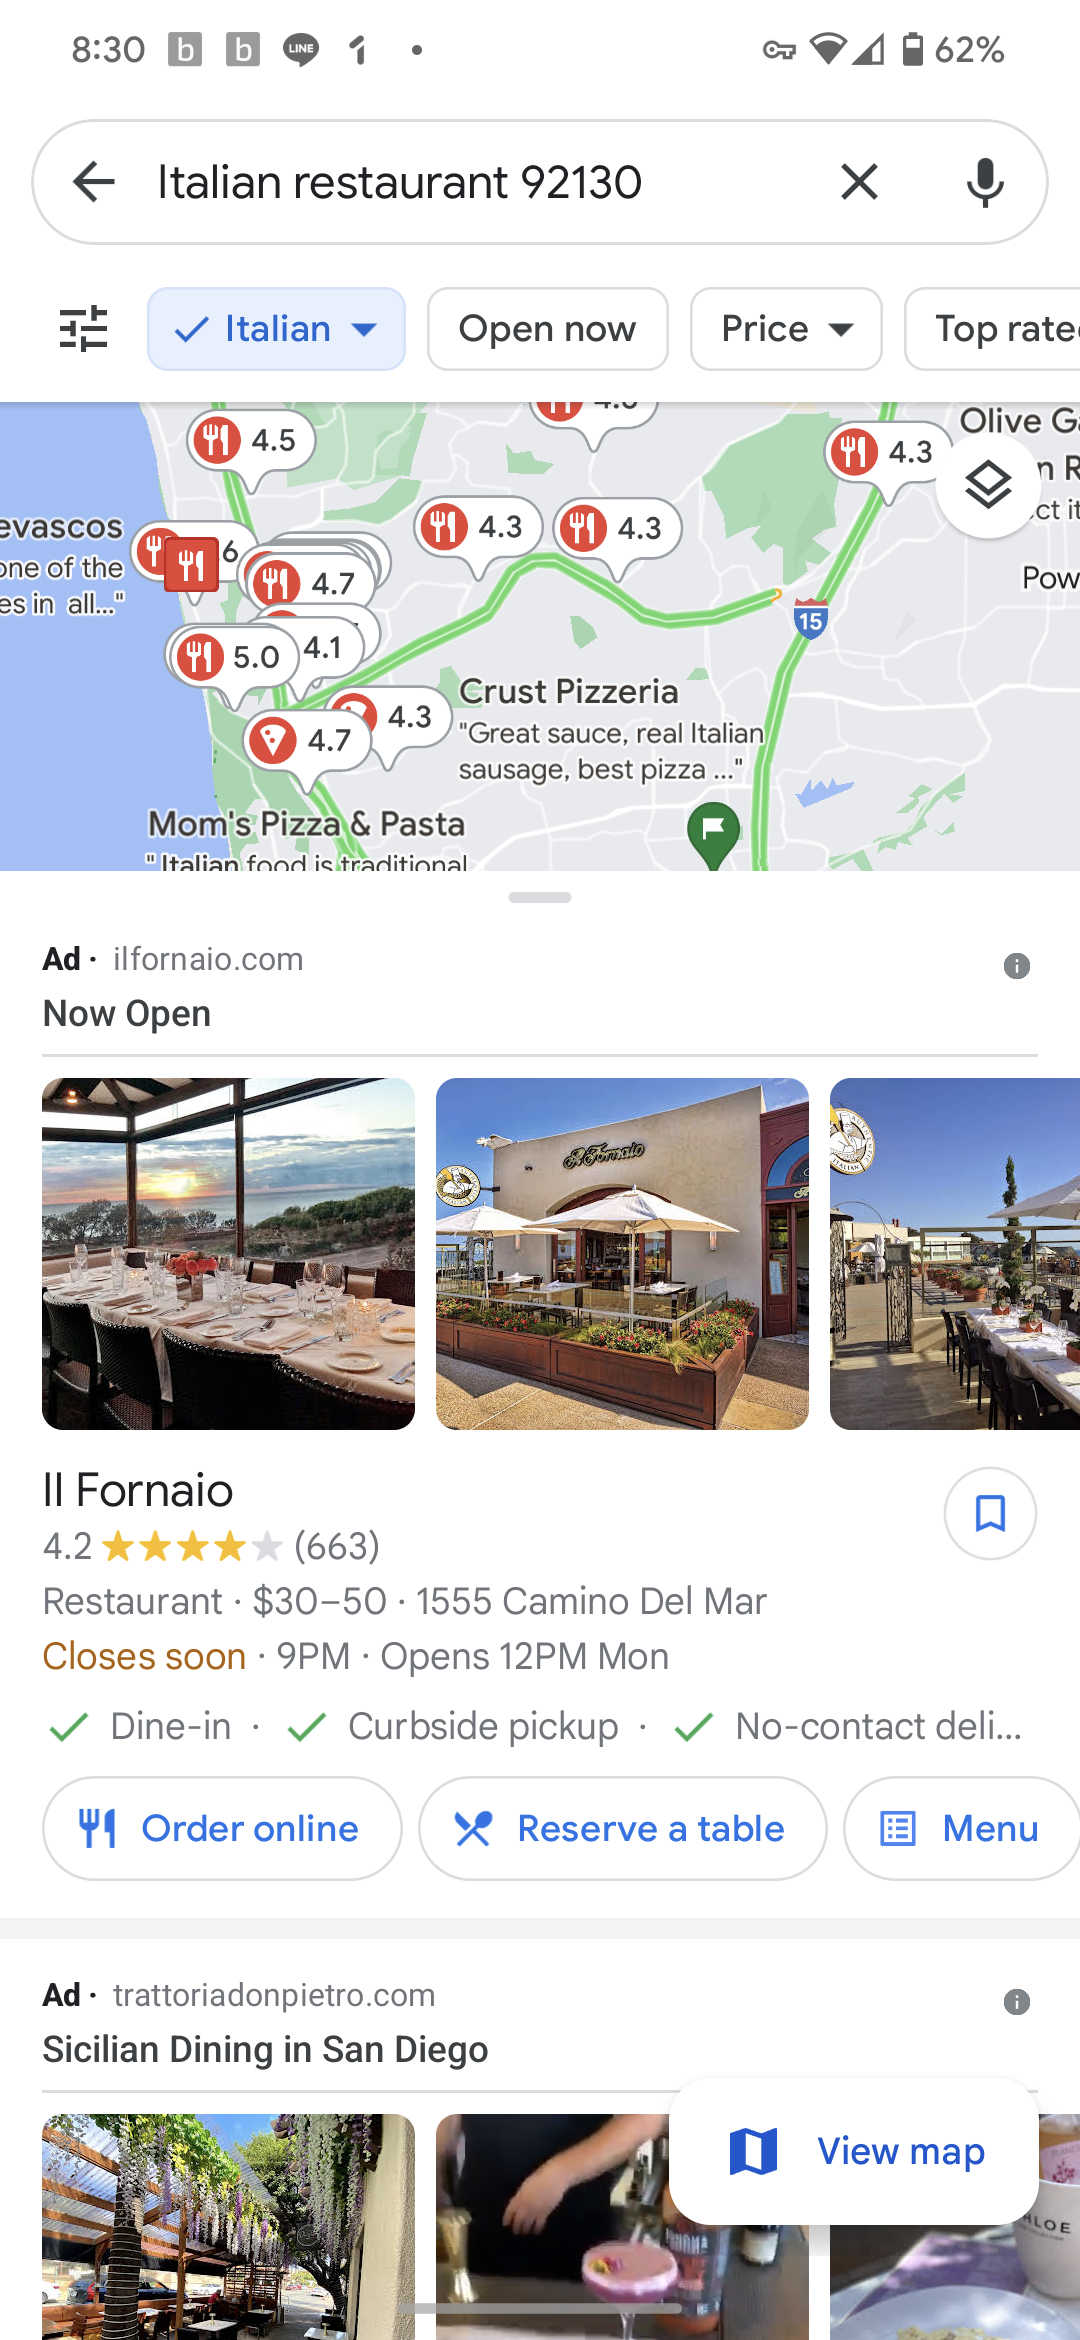 8:30
62%
Italian restaurant 92130
Italian
Open now
Price
Top rate
4.5
4.3
Olive Ga
n R
ct it
evascos
one of the
es in all..."
6
4.3
4.3
4.7
Pow
15
5.0
4.1
4.3
Crust Pizzeria
"Great sauce, real Italian
sausage, best pizza ..."
4.7
Mom's Pizza & Pasta
" Italian food is traditional
Ad · ilfornaio.com
Now Open
Il Fornaio
Il Fornaio
4.2 (663)
Restaurant · $30–50 · 1555 Camino Del Mar
Closes soon · 9PM · Opens 12PM Mon
Dine-in · Curbside pickup · No-contact deli...
Order online
Reserve a table
Menu
Ad · trattoriadonpietro.com
Sicilian Dining in San Diego
View map